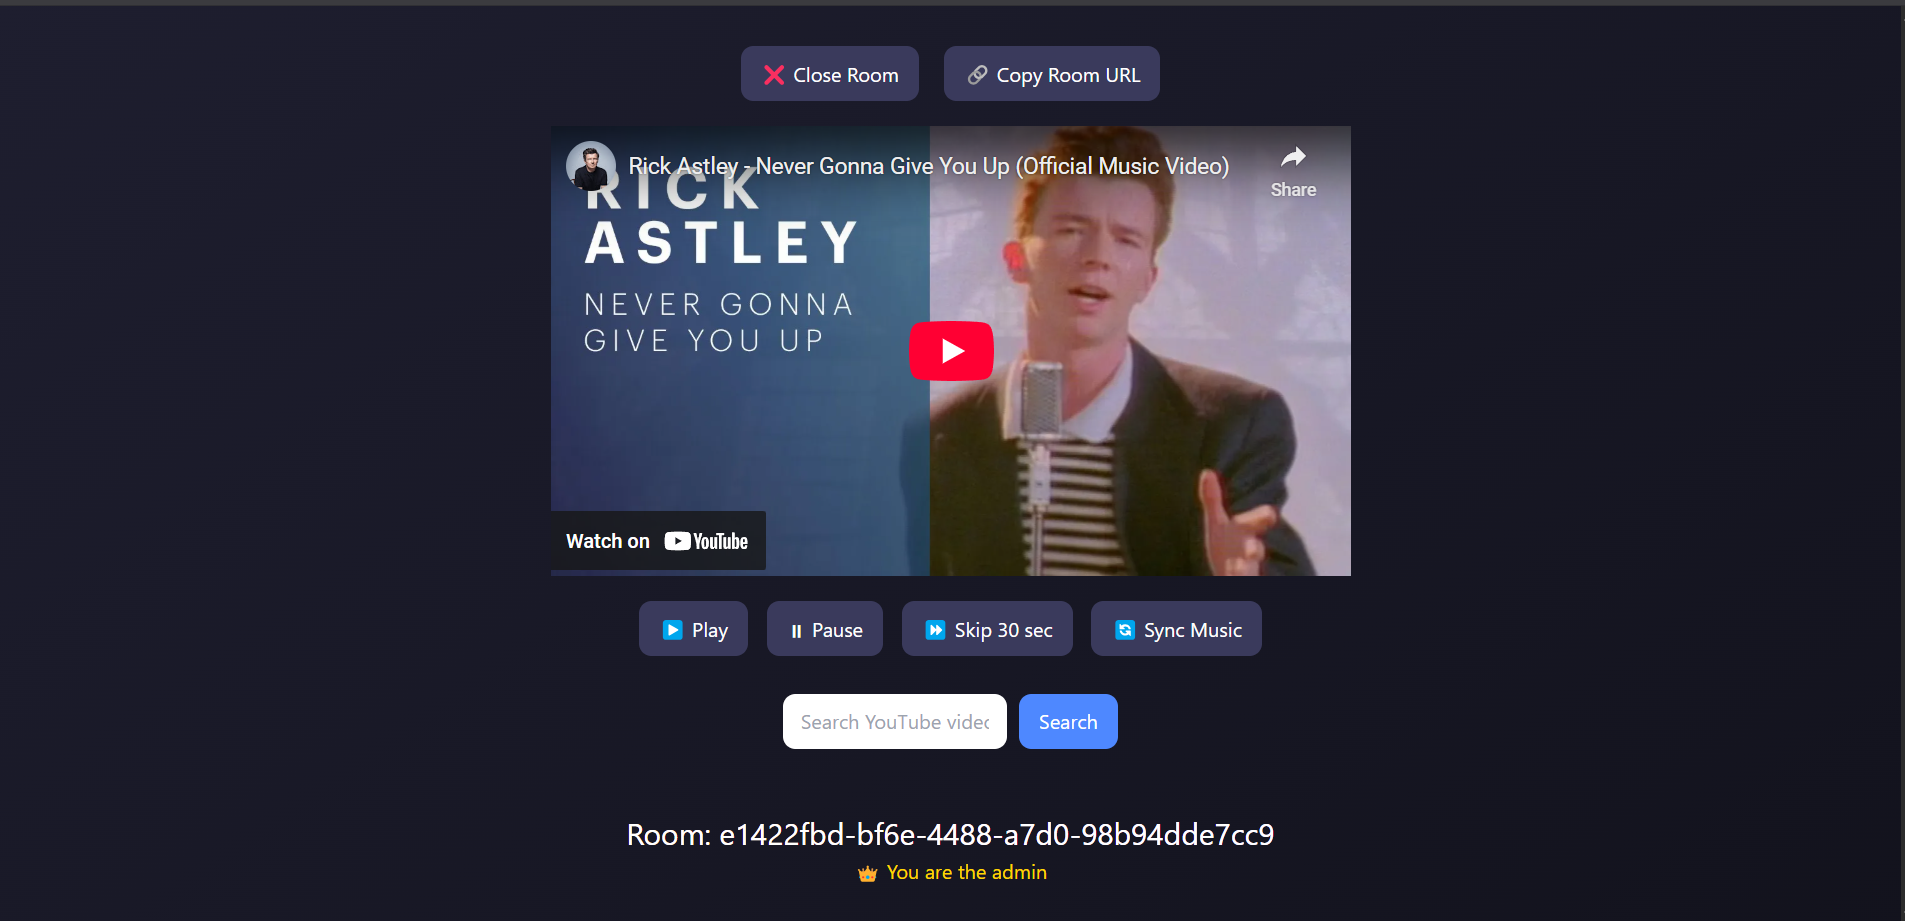 ❌ Close Room
🔗 Copy Room URL
Rick Astley - Never Gonna Give You Up (Official Music Video)
Share
RICK
ASTLEY
NEVER GONNA
GIVE YOU UP
Watch on YouTube
▶️ Play
⏸ Pause
⏩ Skip 30 sec
🔄 Sync Music
Search YouTube videc
Search
Room: e1422fbd-bf6e-4488-a7d0-98b94dde7cc9
👑 You are the admin